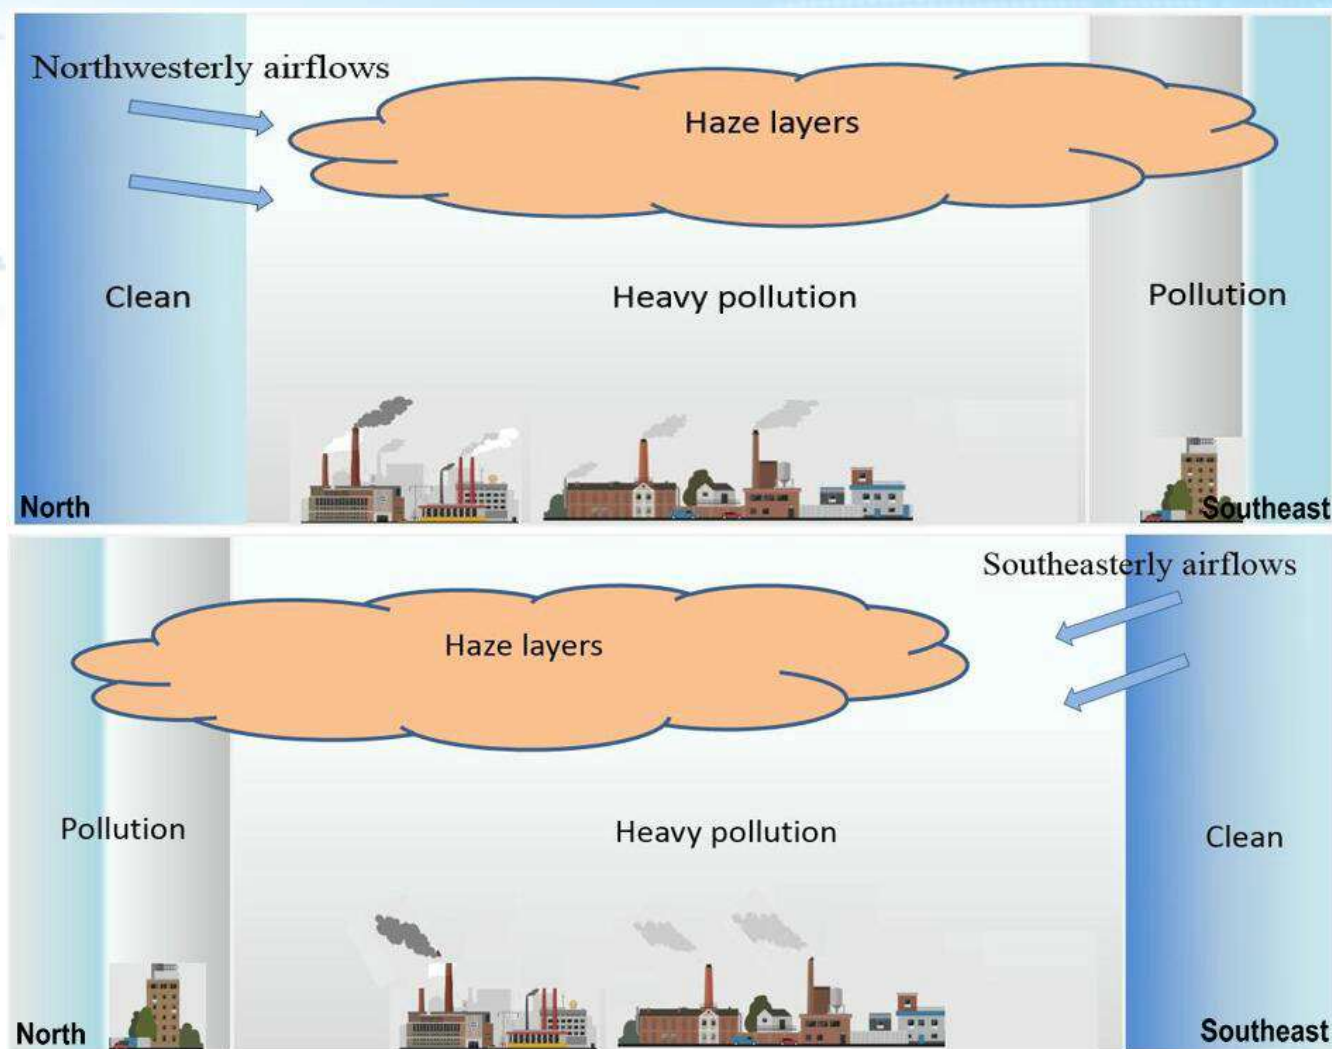 Northwesterly airflows
Haze layers
Clean
Heavy pollution
Pollution
North
Southeast
Southeasterly airflows
Haze layers
Pollution
Heavy pollution
Clean
North
Southeast